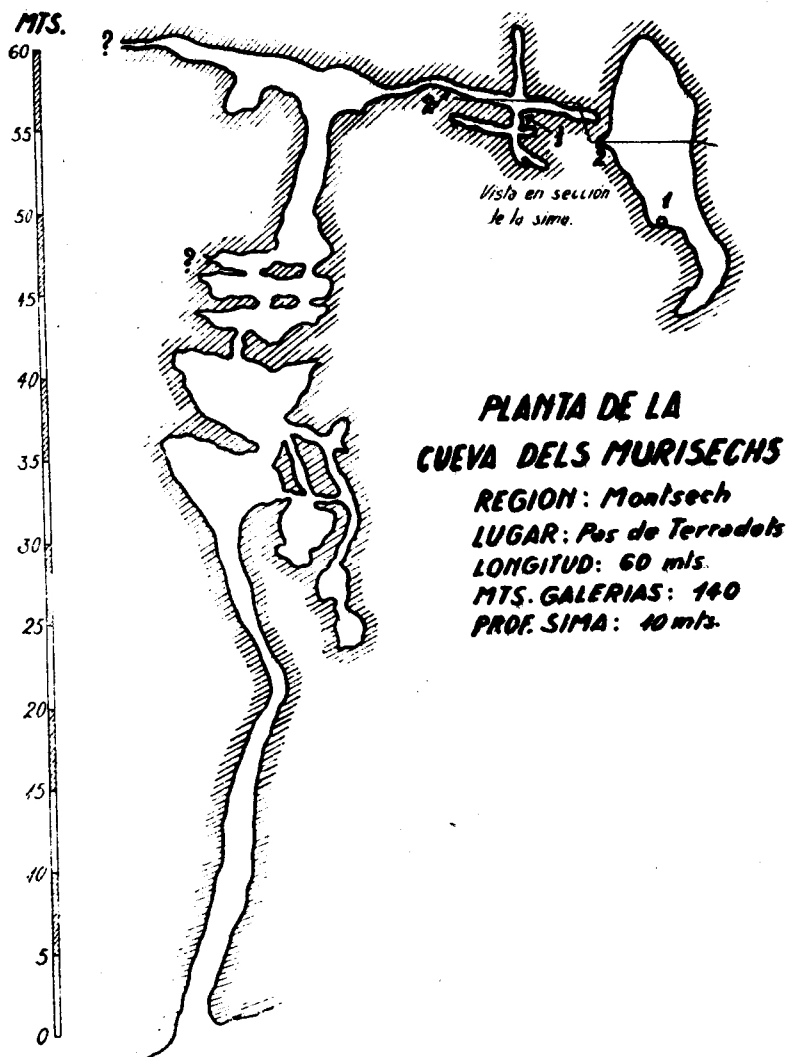 MTS.
60
55
50
45
40
35
30
25
20
15
10
5
0
?
?
2
1
2
1
Vista en sección
de la sima.
PLANTA DE LA
CUEVA DELS MURISECHS
REGION: Montsech
LUGAR: Pas de Terradets
LONGITUD: 60 mts.
MTS. GALERIAS: 140
PROF. SIMA: 10 mts.